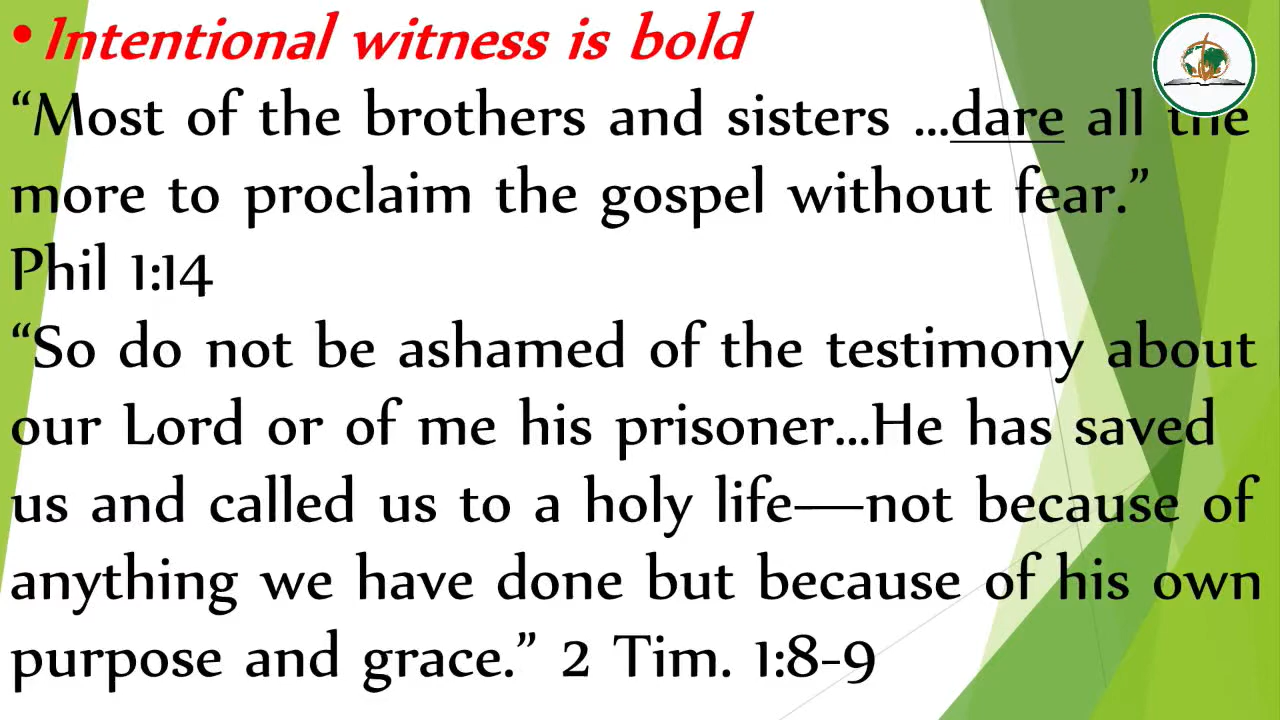 • Intentional witness is bold
“Most of the brothers and sisters ...dare all the
more to proclaim the gospel without fear.”
Phil 1:14
“So do not be ashamed of the testimony about
our Lord or of me his prisoner...He has saved
us and called us to a holy life—not because of
anything we have done but because of his own
purpose and grace.” 2 Tim. 1:8-9